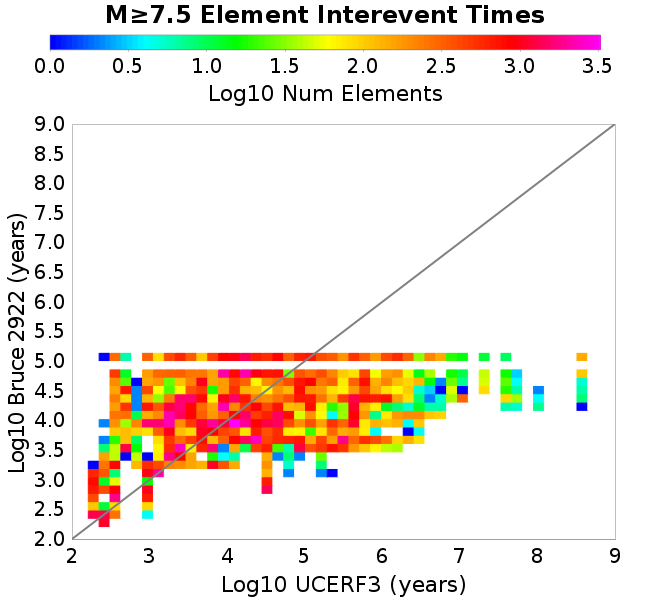 M≥7.5 Element Interevent Times
0.0 0.5 1.0 1.5 2.0 2.5 3.0 3.5
Log10 Num Elements
9.0
8.5
8.0
7.5
7.0
6.5
6.0
5.5
5.0
4.5
4.0
3.5
3.0
2.5
2.0
Log10 Bruce 2922 (years)
2 3 4 5 6 7 8 9
Log10 UCERF3 (years)